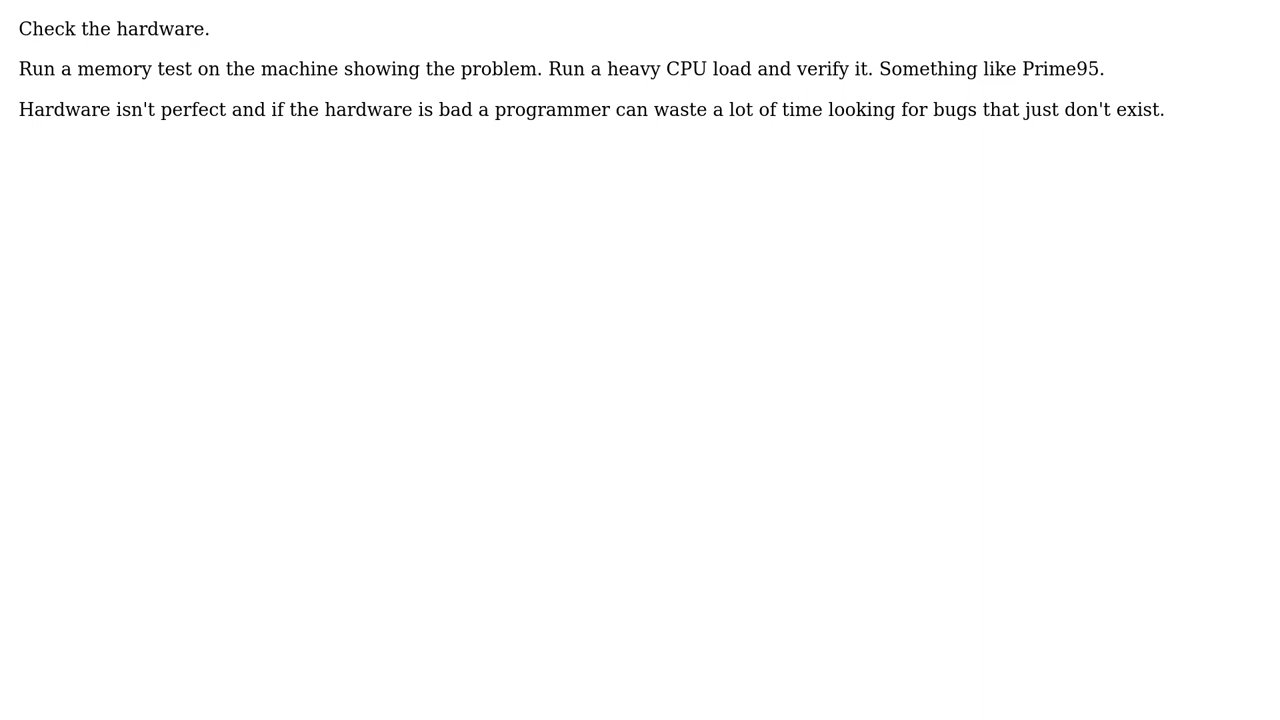 Check the hardware.
Run a memory test on the machine showing the problem. Run a heavy CPU load and verify it. Something like Prime95.
Hardware isn't perfect and if the hardware is bad a programmer can waste a lot of time looking for bugs that just don't exist.